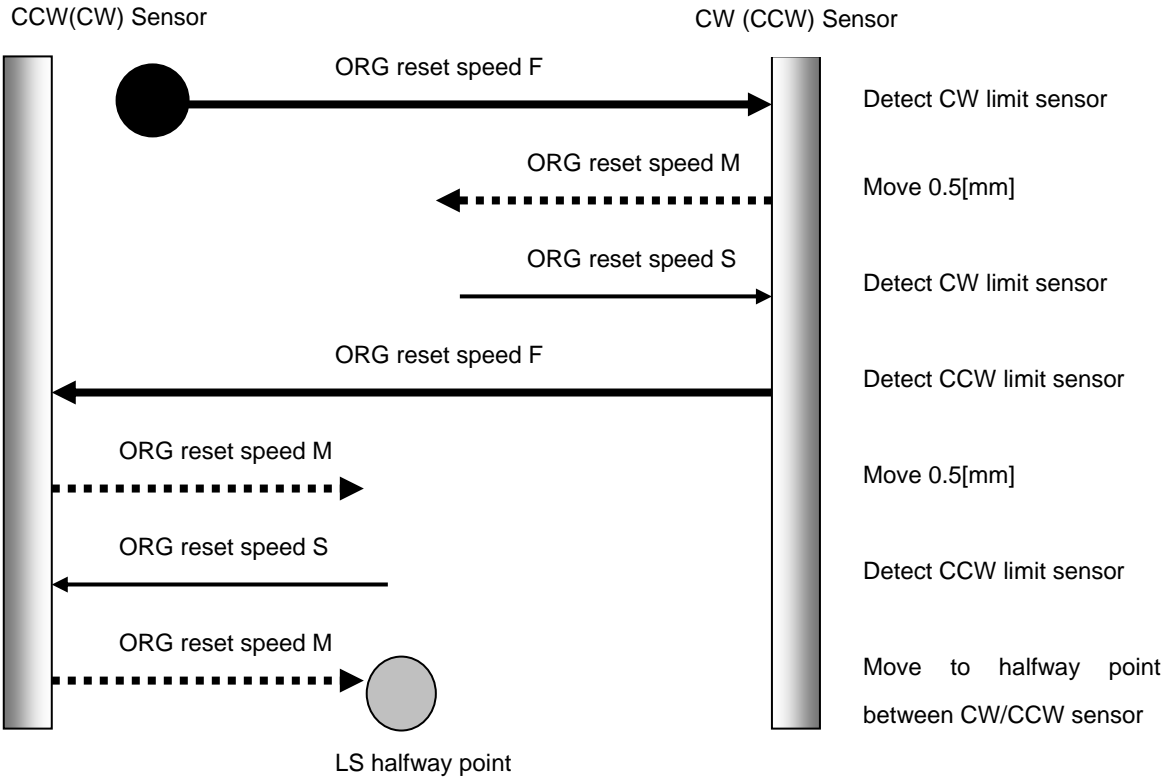 CCW(CW) Sensor
CW (CCW) Sensor
ORG reset speed F
Detect CW limit sensor
ORG reset speed M
Move 0.5[mm]
ORG reset speed S
Detect CW limit sensor
ORG reset speed F
Detect CCW limit sensor
ORG reset speed M
Move 0.5[mm]
ORG reset speed S
Detect CCW limit sensor
ORG reset speed M
Move to halfway point
between CW/CCW sensor
LS halfway point